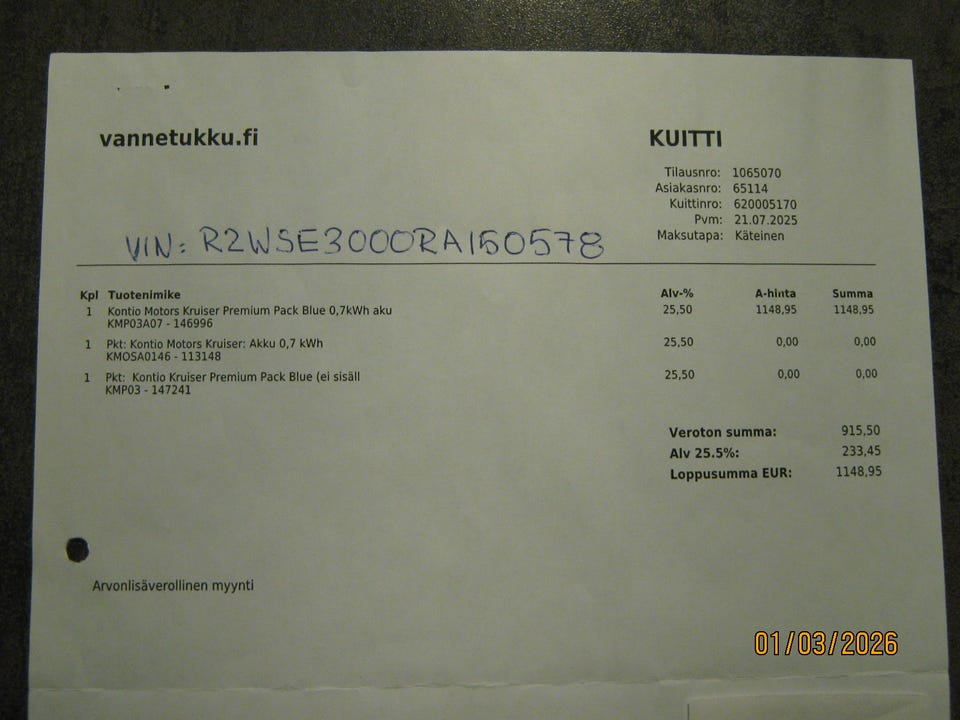 vannetukku.fi
KUITTI
Tilausnro: 1065070
Asiakasnro: 65114
Kuittinro: 620005170
Pvm: 21.07.2025
Maksutapa: Käteinen
VIN: R2WSE3000RA150578
Kpl Tuotenimike Alv-% A-hinta Summa
1 Kontio Motors Kruiser Premium Pack Blue 0,7kWh aku 25,50 1148,95 1148,95
KMP03A07 - 146996
1 Pkt: Kontio Motors Kruiser: Akku 0,7 kWh 25,50 0,00 0,00
KMOSA0146 - 113148
1 Pkt: Kontio Kruiser Premium Pack Blue (ei sisäll 25,50 0,00 0,00
KMP03 - 147241
Veroton summa: 915,50
Alv 25.5%: 233,45
Loppusumma EUR: 1148,95
Arvonlisäverollinen myynti
01/03/2026